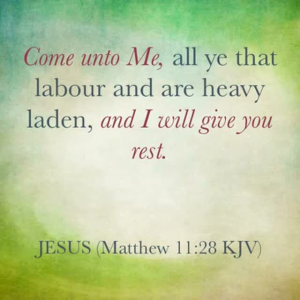 Come unto Me, all ye that
labour and are heavy
laden, and I will give you
rest.
JESUS (Matthew 11:28 KJV)